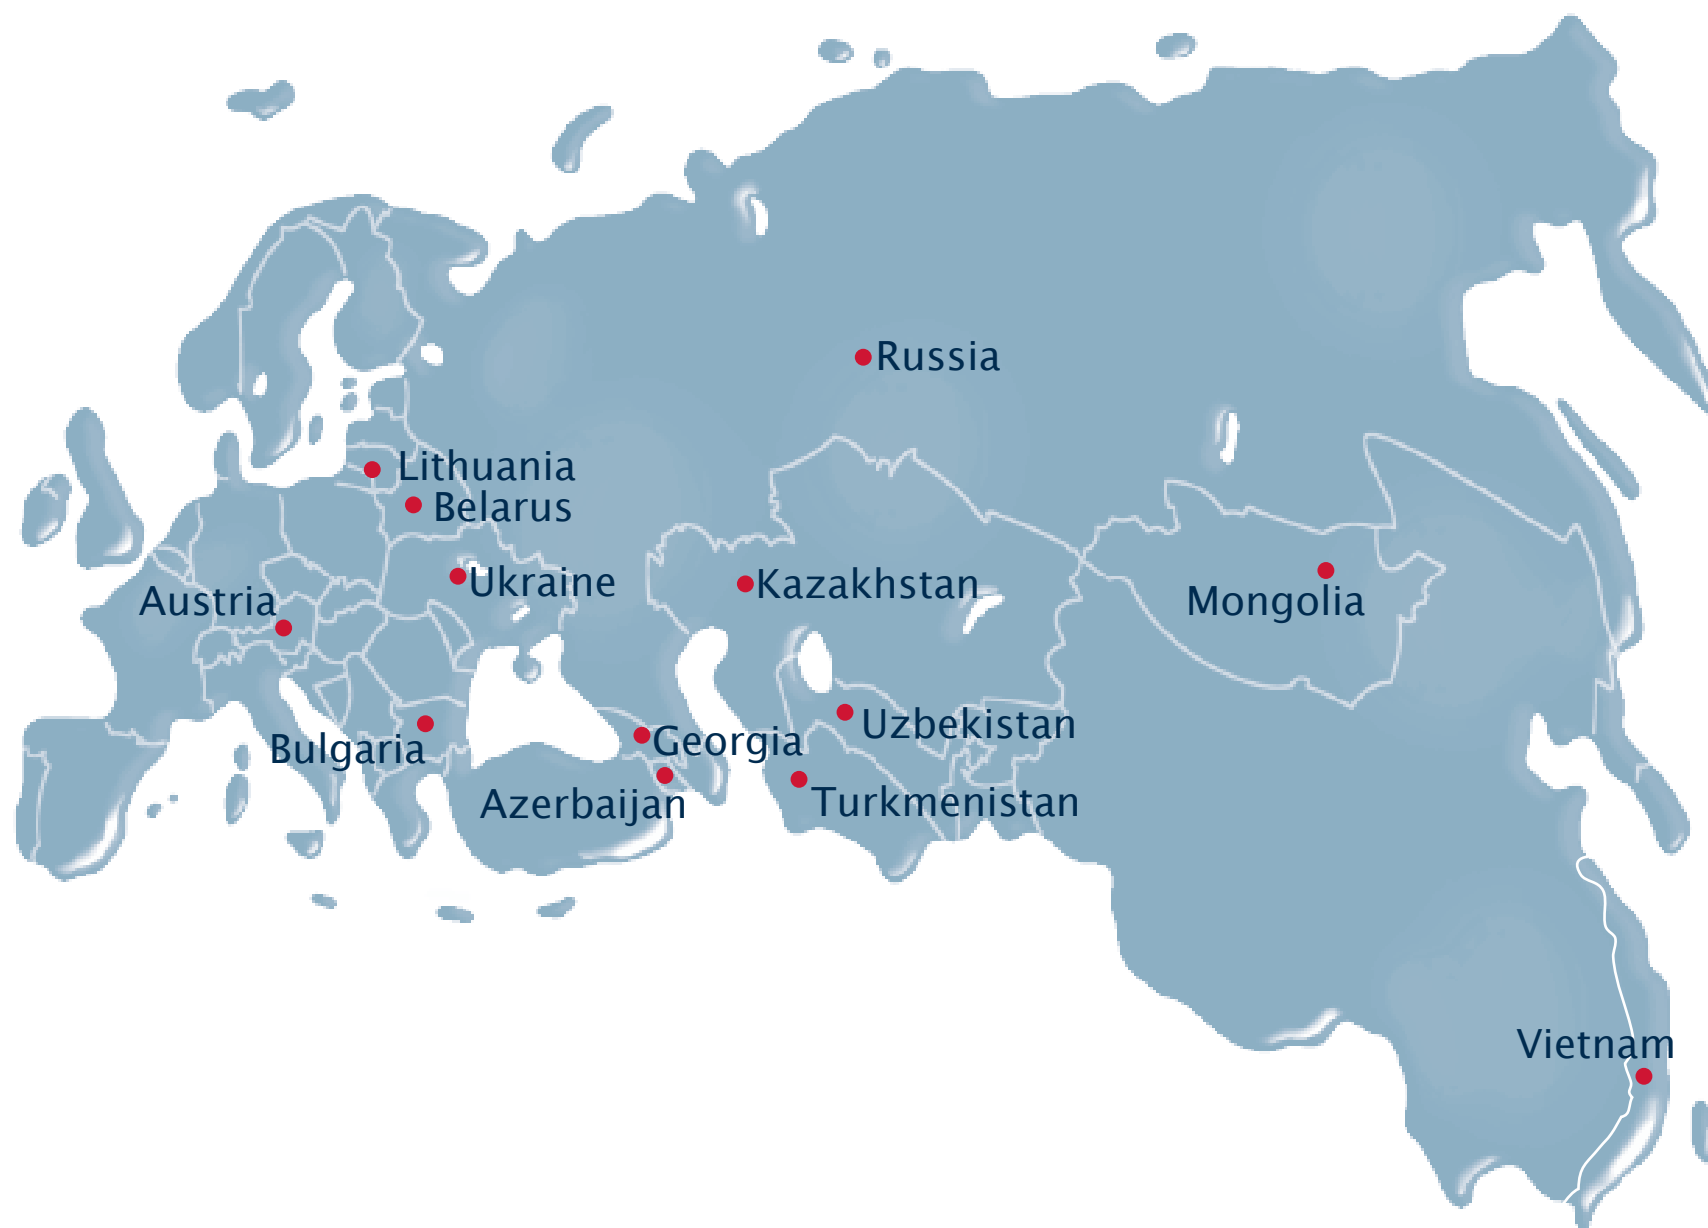 Russia
Lithuania
Belarus
Ukraine
Kazakhstan
Austria
Mongolia
Bulgaria
Georgia
Uzbekistan
Azerbaijan
Turkmenistan
Vietnam